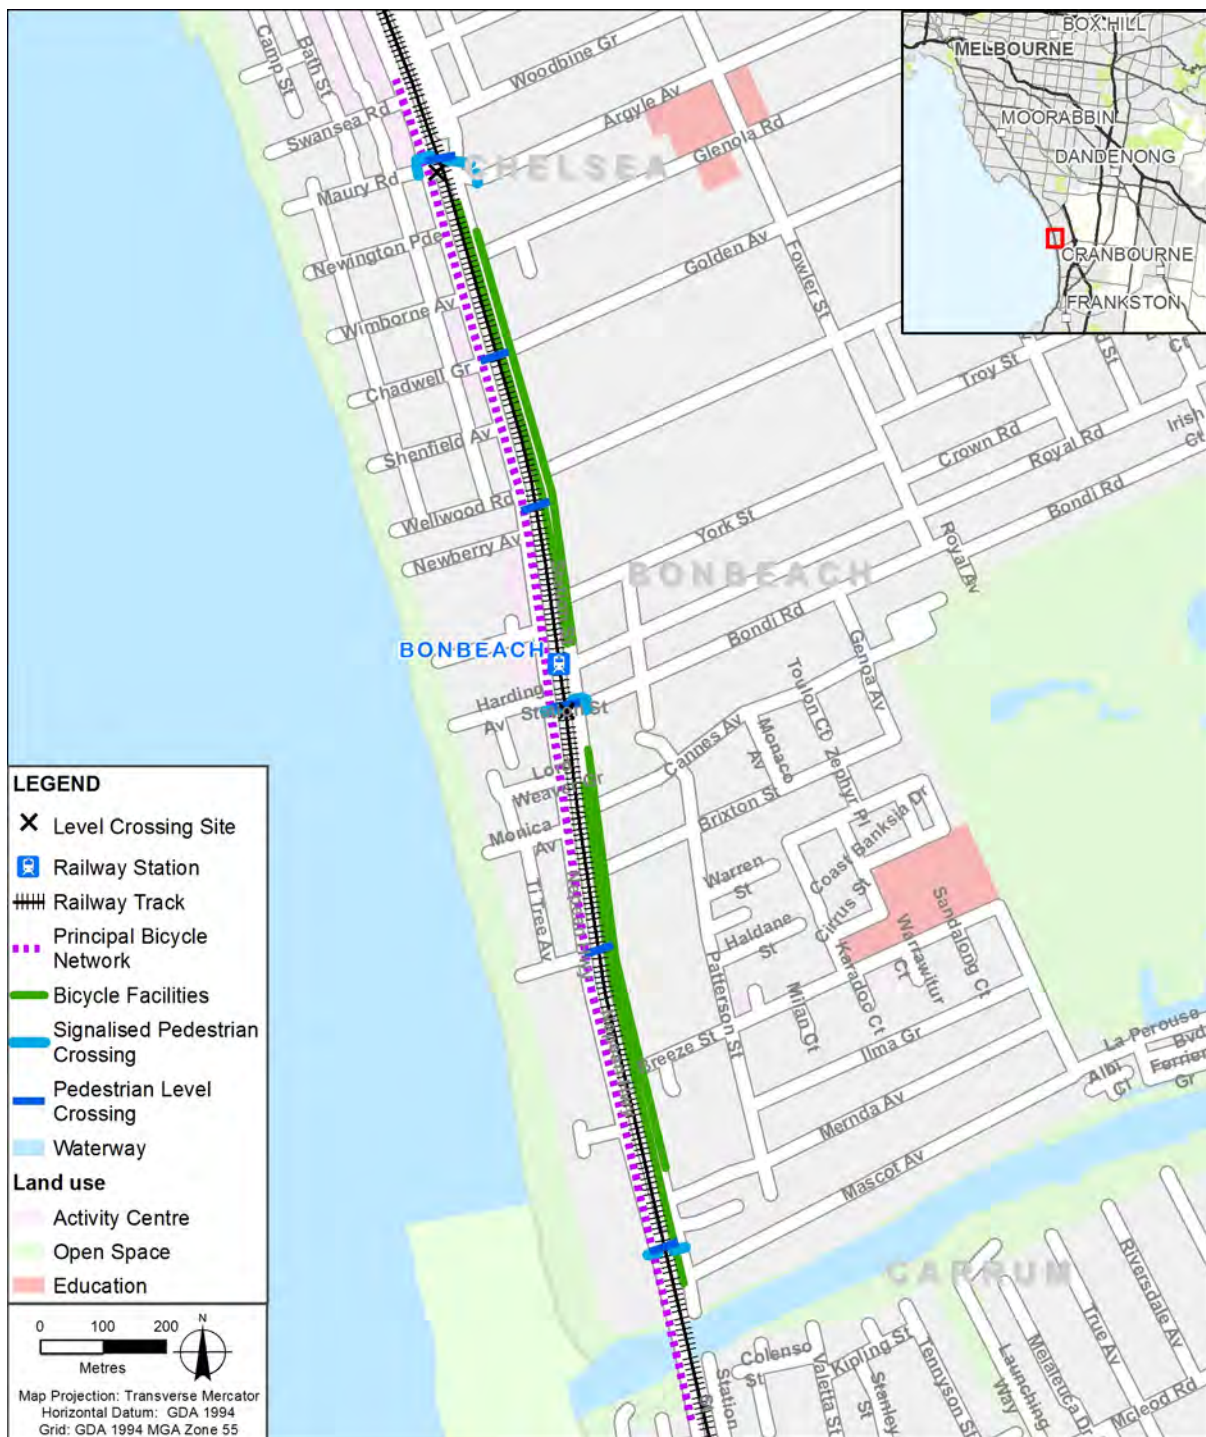 Camp St
Bath St
Woodbine Gr
Swansea Rd
Argyle Av
Glenola Rd
CHELSEA
Maury Rd
Newington Pde
Golden Av
Fowler St
Wimborne Av
Chadwell Gr
Troy St
Shenfield Av
Crown Rd
Royal Rd
Irish
Ct
Wellwood Rd
Bondi Rd
York St
Newberry Av
Royal Av
BONBEACH
Bondi Rd
BONBEACH
Genoa Av
Harding
Av
Station St
Toulon Ct
Cannes Av
Monaco
Av
Zephyr Pl
Weaver Gr
Brixton St
Monica
Av
Coast Banksia Dr
Warren
St
Ti Tree Av
Cirrus St
Haldane
St
Sandalong Ct
Warrawitur
Ct
Karadoc Ct
Patterson St
Milan Ct
Breeze St
Ilma Gr
La Perouse
Bvd
Albi
Cl
Ferrier
Gr
Mernda Av
Mascot Av
CARRUM
Riversdale Av
True Av
Colenso
St
Kipling St
Valetta St
Stanley
St
Tennyson St
Launching
Way
Melaleuca Dr
Mcleod Rd
Station
MELBOURNE
BOX HILL
MOORABBIN
DANDENONG
CRANBOURNE
FRANKSTON
LEGEND
Level Crossing Site
Railway Station
Railway Track
Principal Bicycle
Network
Bicycle Facilities
Signalised Pedestrian
Crossing
Pedestrian Level
Crossing
Waterway
Land use
Activity Centre
Open Space
Education
0 100 200
Metres
N
Map Projection: Transverse Mercator
Horizontal Datum: GDA 1994
Grid: GDA 1994 MGA Zone 55